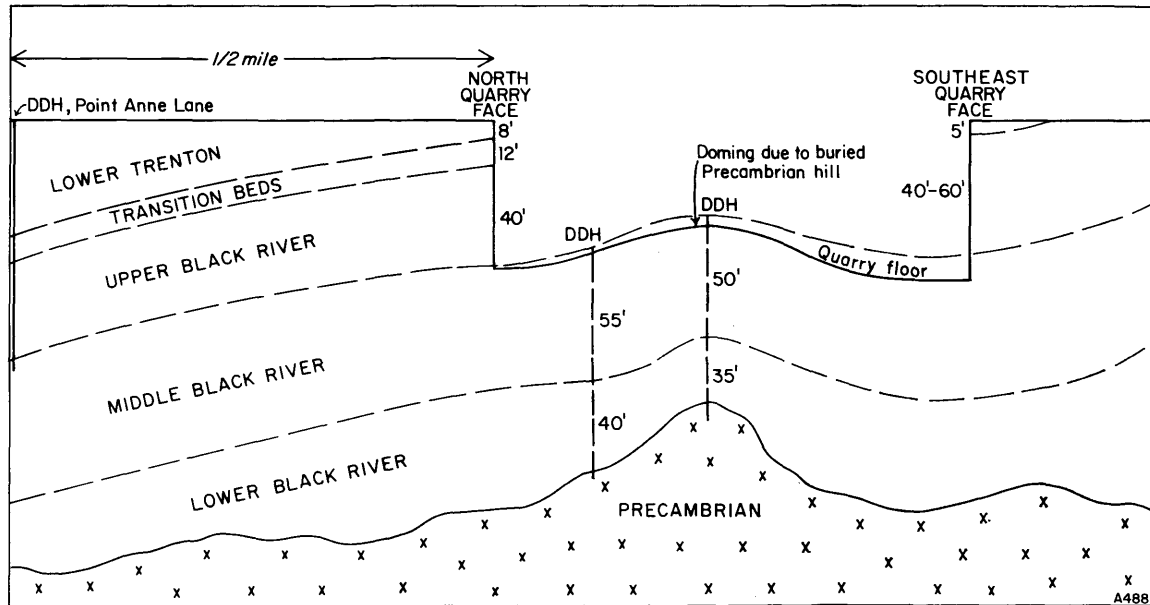 1/2 mile
NORTH
QUARRY
FACE
SOUTHEAST
QUARRY
FACE
DDH, Point Anne Lane
8'
12'
40'
5'
40'-60'
LOWER TRENTON
TRANSITION BEDS
UPPER BLACK RIVER
MIDDLE BLACK RIVER
LOWER BLACK RIVER
Doming due to buried
Precambrian hill
DDH
DDH
Quarry floor
55'
50'
35'
40'
PRECAMBRIAN
x x
x x x
x x
x x x x x x x x x x x x
x x x x x x x x x x x x
A488